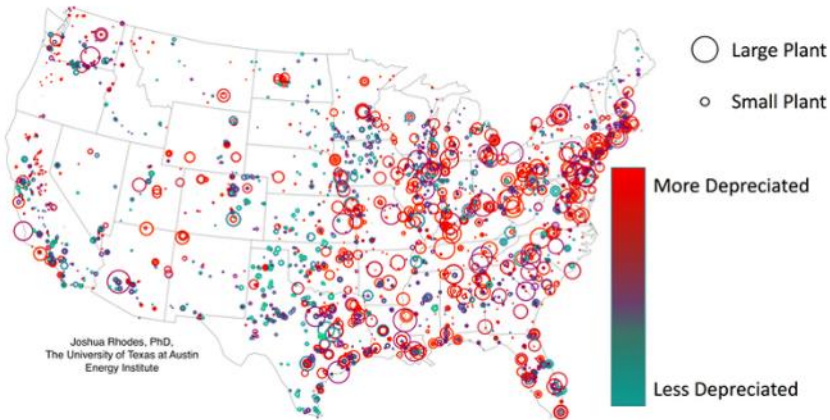 Large Plant
Small Plant
More Depreciated
Less Depreciated
Joshua Rhodes, PhD,
The University of Texas at Austin
Energy Institute